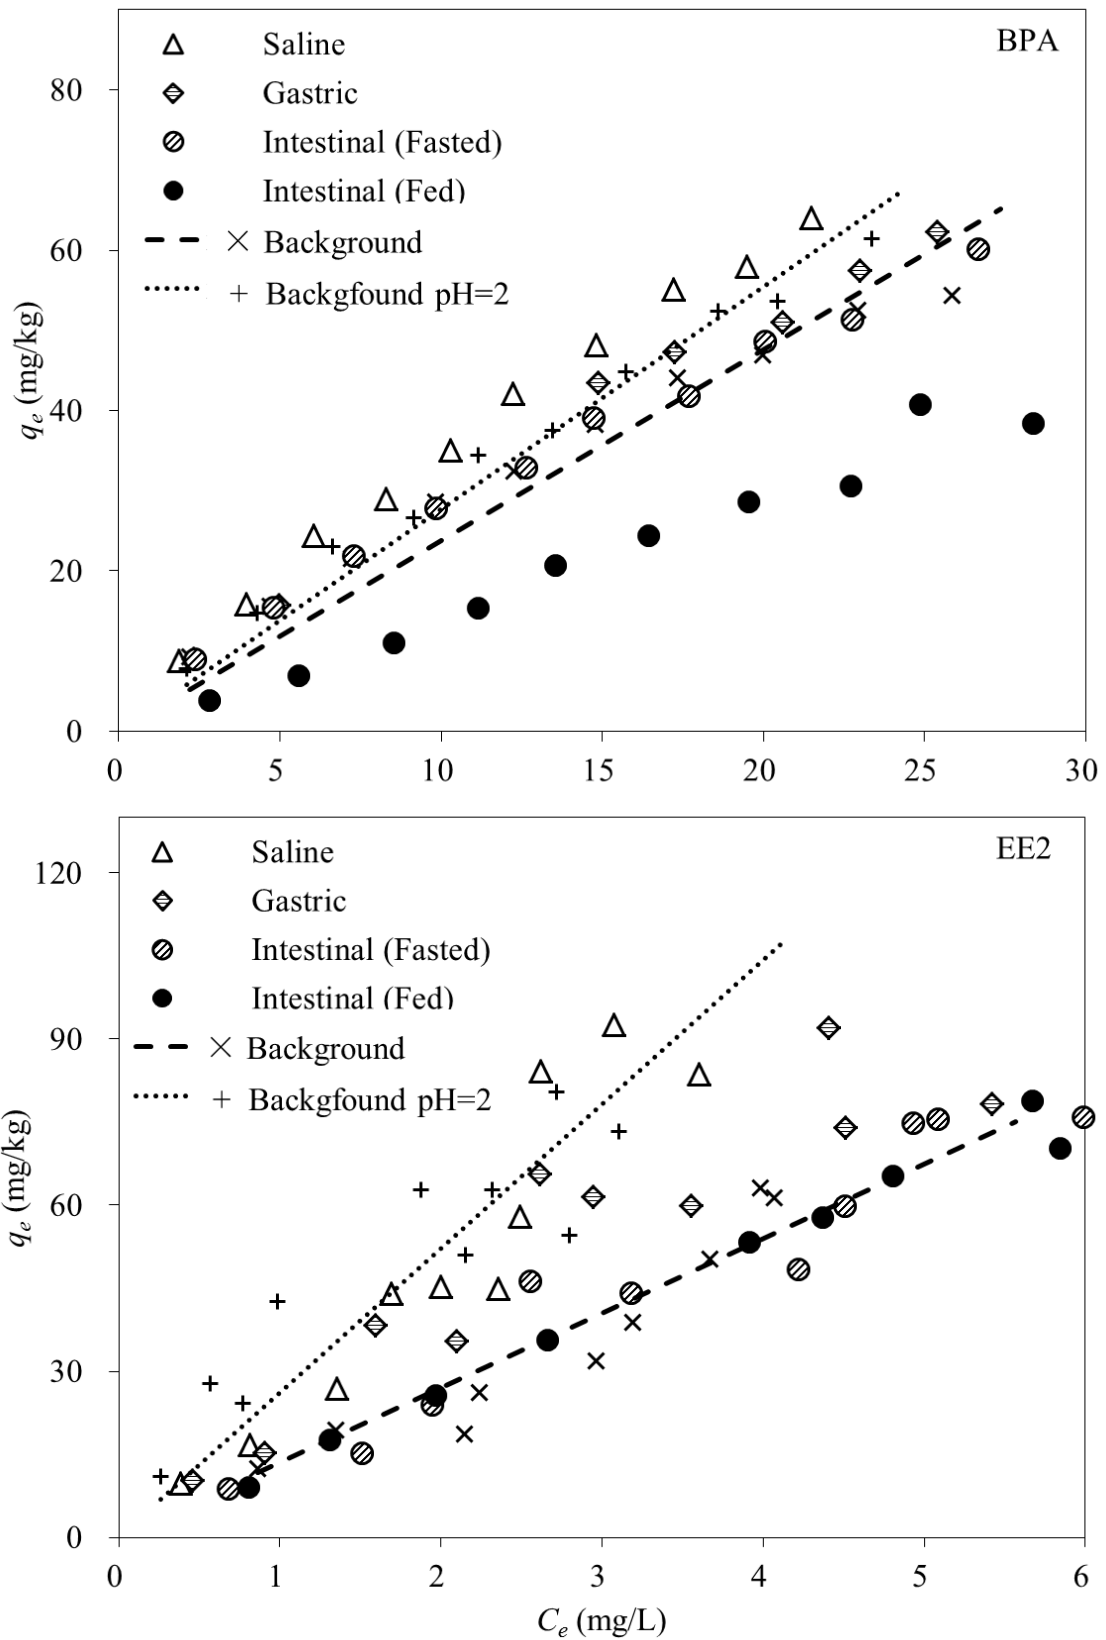 BPA
Saline
Gastric
Intestinal (Fasted)
Intestinal (Fed)
Background
Backgfound pH=2
80
60
40
20
0
qe (mg/kg)
0 5 10 15 20 25 30
EE2
Saline
Gastric
Intestinal (Fasted)
Intestinal (Fed)
Background
Backgfound pH=2
120
90
60
30
0
qe (mg/kg)
0 1 2 3 4 5 6
Ce (mg/L)